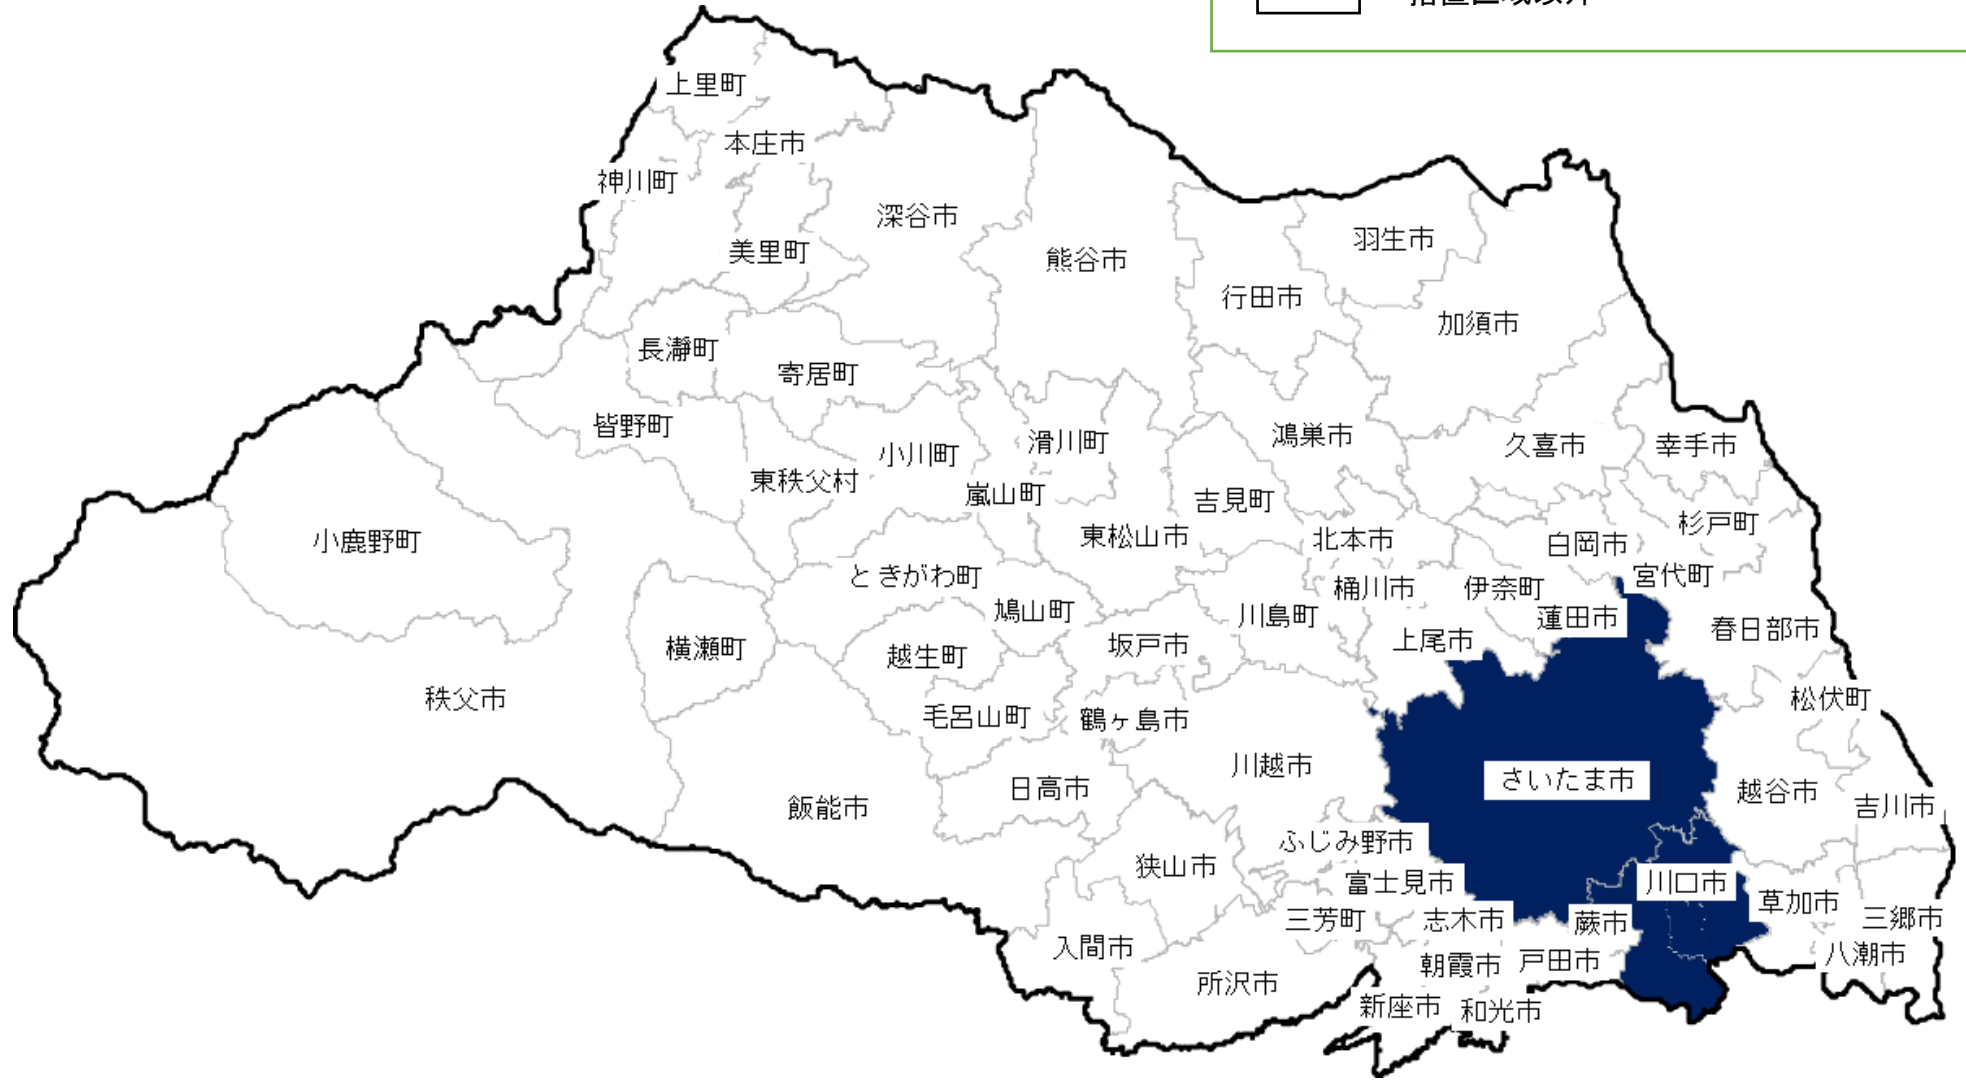 措置区域以外
上里町
本庄市
神川町
深谷市
美里町
熊谷市
羽生市
行田市
加須市
長瀞町
寄居町
皆野町
小川町
滑川町
鴻巣市
久喜市
幸手市
東秩父村
嵐山町
吉見町
杉戸町
小鹿野町
東松山市
北本市
白岡市
ときがわ町
宮代町
桶川市
伊奈町
鳩山町
川島町
蓮田市
春日部市
横瀬町
越生町
坂戸市
上尾市
秩父市
松伏町
毛呂山町
鶴ヶ島市
川越市
さいたま市
日高市
越谷市
飯能市
吉川市
ふじみ野市
狭山市
富士見市
川口市
草加市
三芳町
志木市
蕨市
三郷市
入間市
八潮市
朝霞市
戸田市
所沢市
新座市
和光市